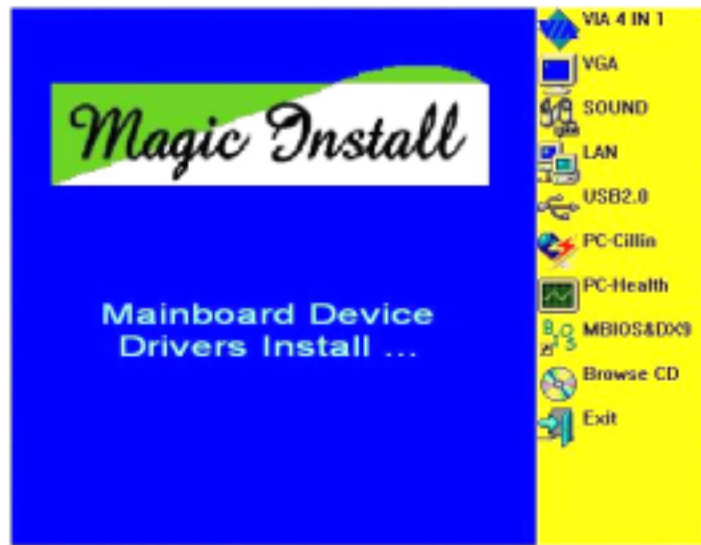 Magic Install
Mainboard Device
Drivers Install ...
VIA 4 IN 1
VGA
SOUND
LAN
USB2.0
PC-Cillin
PC-Health
MBIOS&DX9
Browse CD
Exit